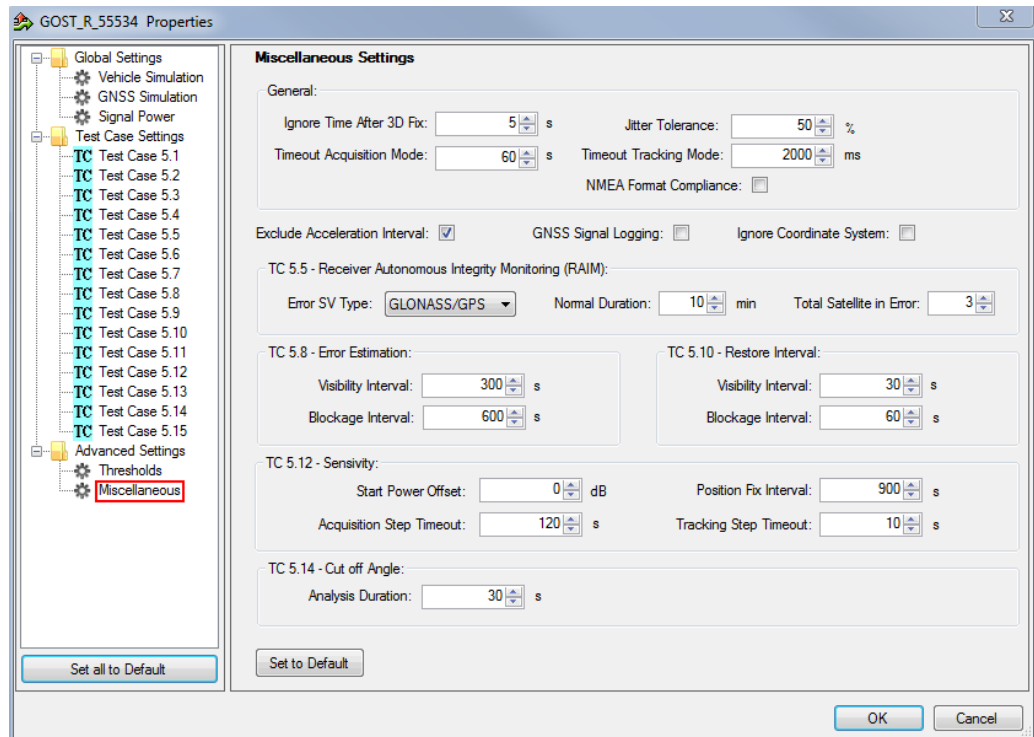 GOST_R_55534 Properties
Global Settings
Vehicle Simulation
GNSS Simulation
Signal Power
Test Case Settings
TC Test Case 5.1
TC Test Case 5.2
TC Test Case 5.3
TC Test Case 5.4
TC Test Case 5.5
TC Test Case 5.6
TC Test Case 5.7
TC Test Case 5.8
TC Test Case 5.9
TC Test Case 5.10
TC Test Case 5.11
TC Test Case 5.12
TC Test Case 5.13
TC Test Case 5.14
TC Test Case 5.15
Advanced Settings
Thresholds
Miscellaneous
Set all to Default
Miscellaneous Settings
General:
Ignore Time After 3D Fix: 5 s Jitter Tolerance: 50 %
Timeout Acquisition Mode: 60 s Timeout Tracking Mode: 2000 ms
NMEA Format Compliance:
Exclude Acceleration Interval: GNSS Signal Logging: Ignore Coordinate System:
TC 5.5 - Receiver Autonomous Integrity Monitoring (RAIM):
Error SV Type: GLONASS/GPS Normal Duration: 10 min Total Satellite in Error: 3
TC 5.8 - Error Estimation: TC 5.10 - Restore Interval:
Visibility Interval: 300 s Visibility Interval: 30 s
Blockage Interval: 600 s Blockage Interval: 60 s
TC 5.12 - Sensivity:
Start Power Offset: 0 dB Position Fix Interval: 900 s
Acquisition Step Timeout: 120 s Tracking Step Timeout: 10 s
TC 5.14 - Cut off Angle:
Analysis Duration: 30 s
Set to Default
OK Cancel